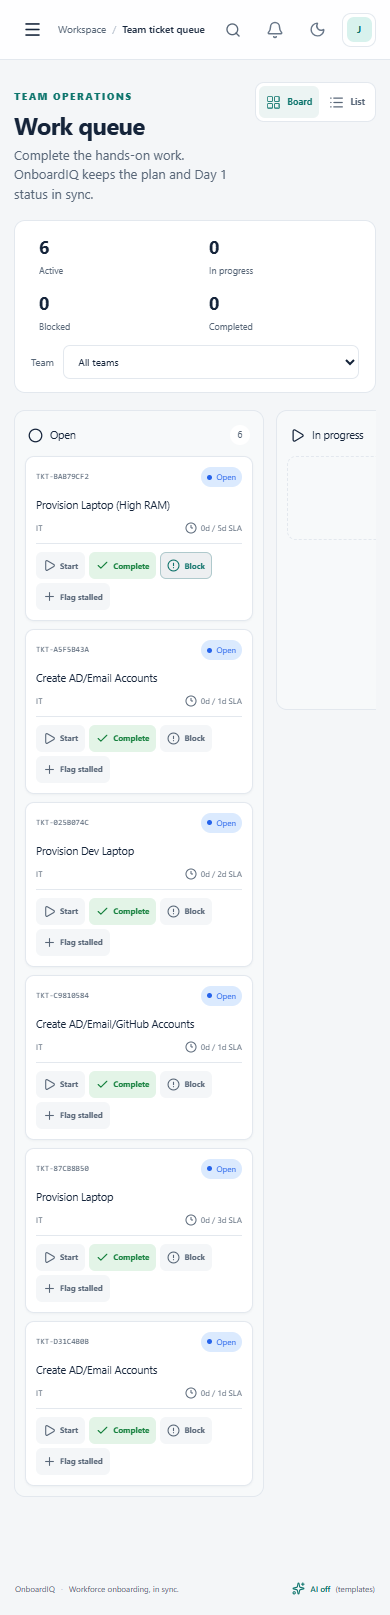 Workspace / Team ticket queue
J
TEAM OPERATIONS
Board
List
Work queue
Complete the hands-on work.
OnboardIQ keeps the plan and Day 1
status in sync.
6
0
Active
In progress
0
0
Blocked
Completed
Team
All teams
Open
6
In progress
TKT-8AB79CF2
Open
Provision Laptop (High RAM)
IT
0d / 5d SLA
Start
Complete
Block
Flag stalled
TKT-A5F5B43A
Open
Create AD/Email Accounts
IT
0d / 1d SLA
Start
Complete
Block
Flag stalled
TKT-025B074C
Open
Provision Dev Laptop
IT
0d / 2d SLA
Start
Complete
Block
Flag stalled
TKT-C9810584
Open
Create AD/Email/GitHub Accounts
IT
0d / 1d SLA
Start
Complete
Block
Flag stalled
TKT-87CB8B50
Open
Provision Laptop
IT
0d / 3d SLA
Start
Complete
Block
Flag stalled
TKT-D31C4B0B
Open
Create AD/Email Accounts
IT
0d / 1d SLA
Start
Complete
Block
Flag stalled
OnboardIQ · Workforce onboarding, in sync.
AI off (templates)